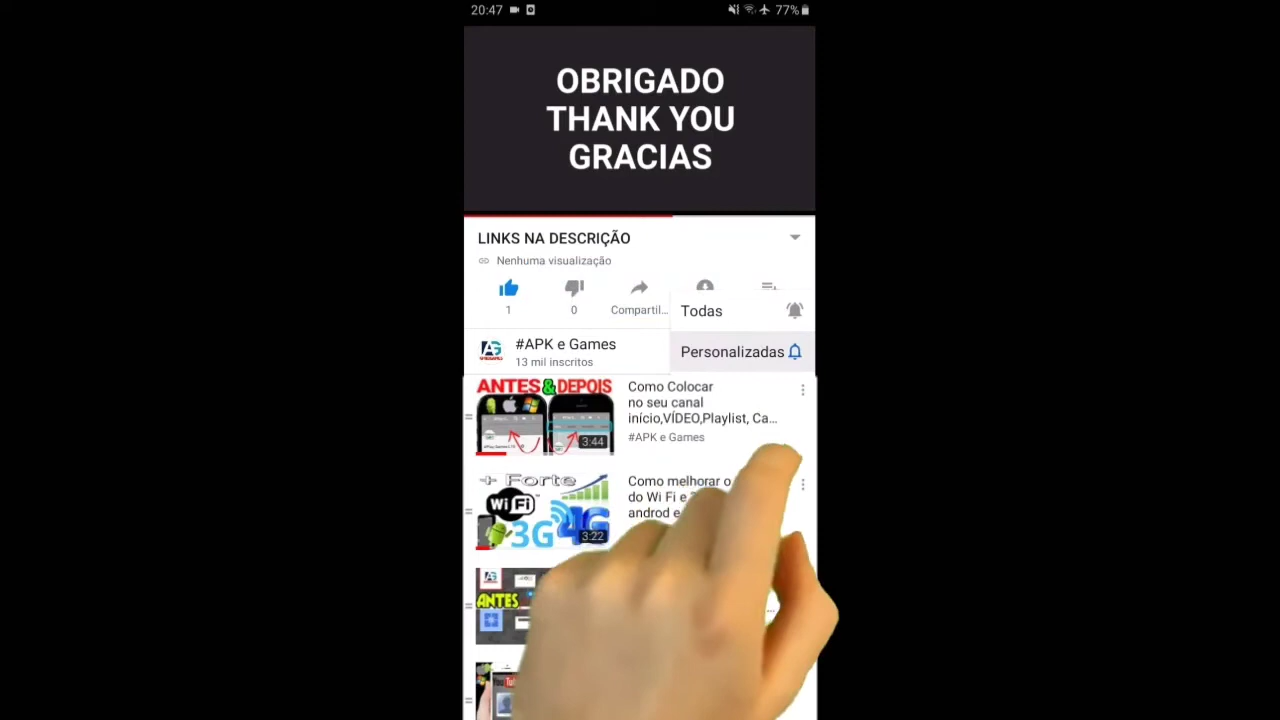 20:47
77%
OBRIGADO
THANK YOU
GRACIAS
LINKS NA DESCRIÇÃO
Nenhuma visualização
1
0
Compartil...
Todas
Personalizadas
#APK e Games
13 mil inscritos
ANTES & DEPOIS
3:44
Como Colocar
no seu canal
início,VÍDEO,Playlist, Ca...
#APK e Games
+ Forte
WiFi
3G
4G
3:22
Como melhorar o
do Wi Fi e
androd e
ANTES